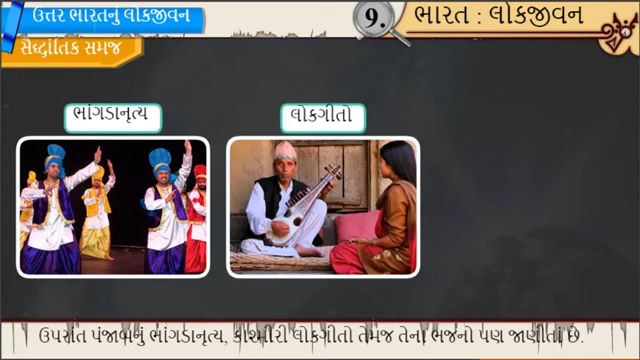 ઉત્તર ભારતનું લોકજીવન
9. ભારત : લોકજીવન
સૈદ્ધાંતિક સમજ
ભાંગડાનૃત્ય
લોકગીતો
ઉપરાંત પંજાબનું ભાંગડાનૃત્ય, કાશ્મીરી લોકગીતો તેમજ તેના ભજનો પણ જાણીતાં છે.